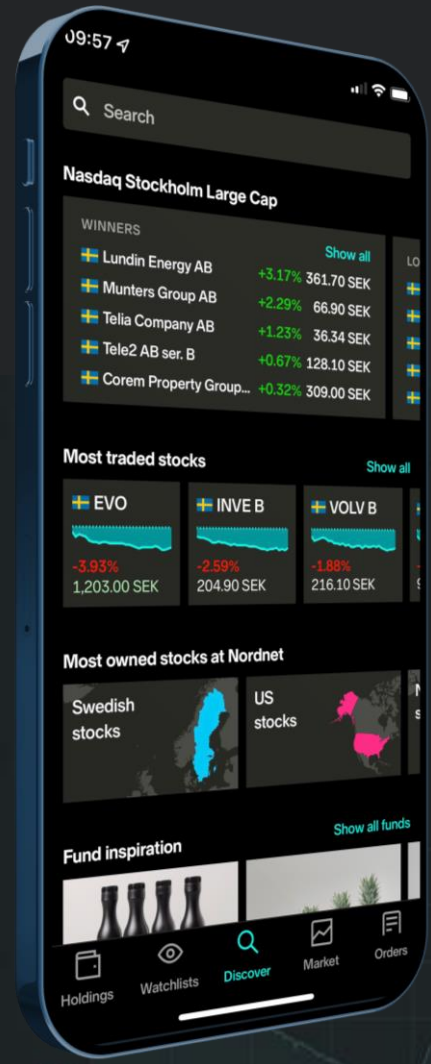 09:57
Search
Nasdaq Stockholm Large Cap
WINNERS
Show all
Lundin Energy AB +3.17% 361.70 SEK
Munters Group AB +2.29% 66.90 SEK
Telia Company AB +1.23% 36.34 SEK
Tele2 AB ser. B +0.67% 128.10 SEK
Corem Property Group... +0.32% 309.00 SEK
LO
Most traded stocks
Show all
EVO
-3.93%
1,203.00 SEK
INVE B
-2.59%
204.90 SEK
VOLV B
-1.88%
216.10 SEK
Most owned stocks at Nordnet
Swedish
stocks
US
stocks
Fund inspiration
Show all funds
Holdings
Watchlists
Discover
Market
Orders